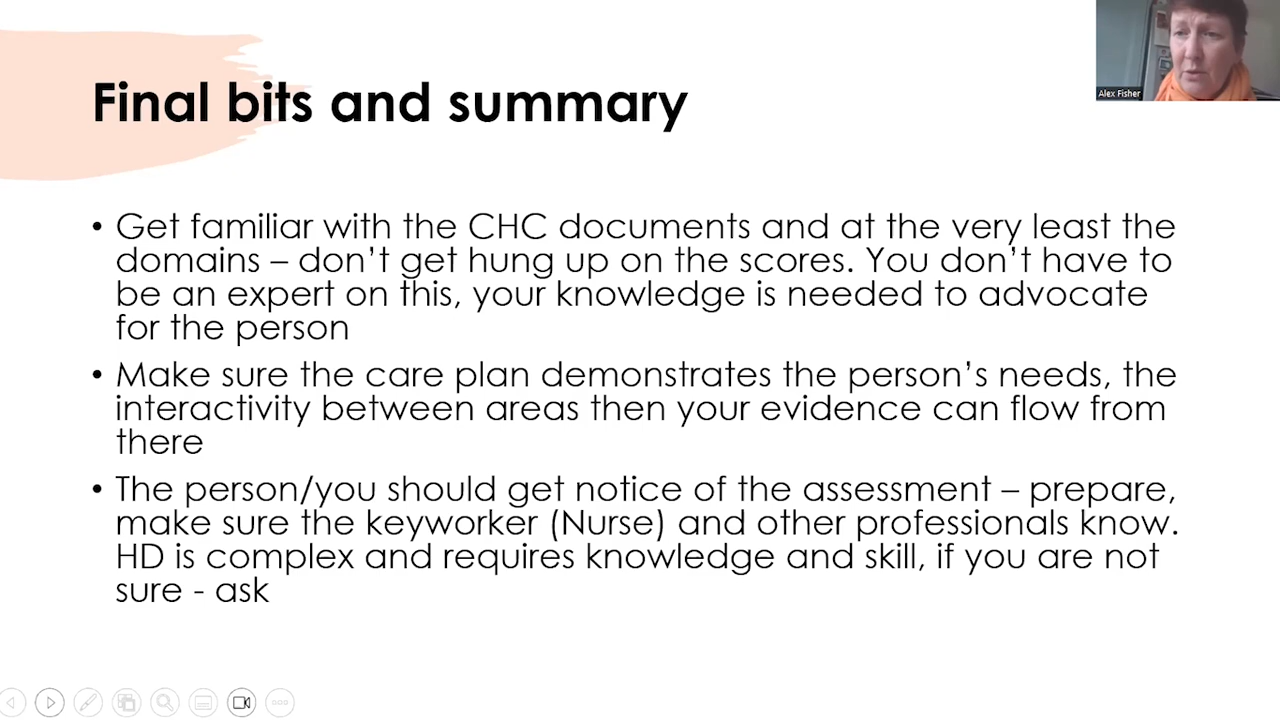 Final bits and summary
Alex Fisher
• Get familiar with the CHC documents and at the very least the
domains – don’t get hung up on the scores. You don’t have to
be an expert on this, your knowledge is needed to advocate
for the person
• Make sure the care plan demonstrates the person’s needs, the
interactivity between areas then your evidence can flow from
there
• The person/you should get notice of the assessment – prepare,
make sure the keyworker (Nurse) and other professionals know.
HD is complex and requires knowledge and skill, if you are not
sure - ask